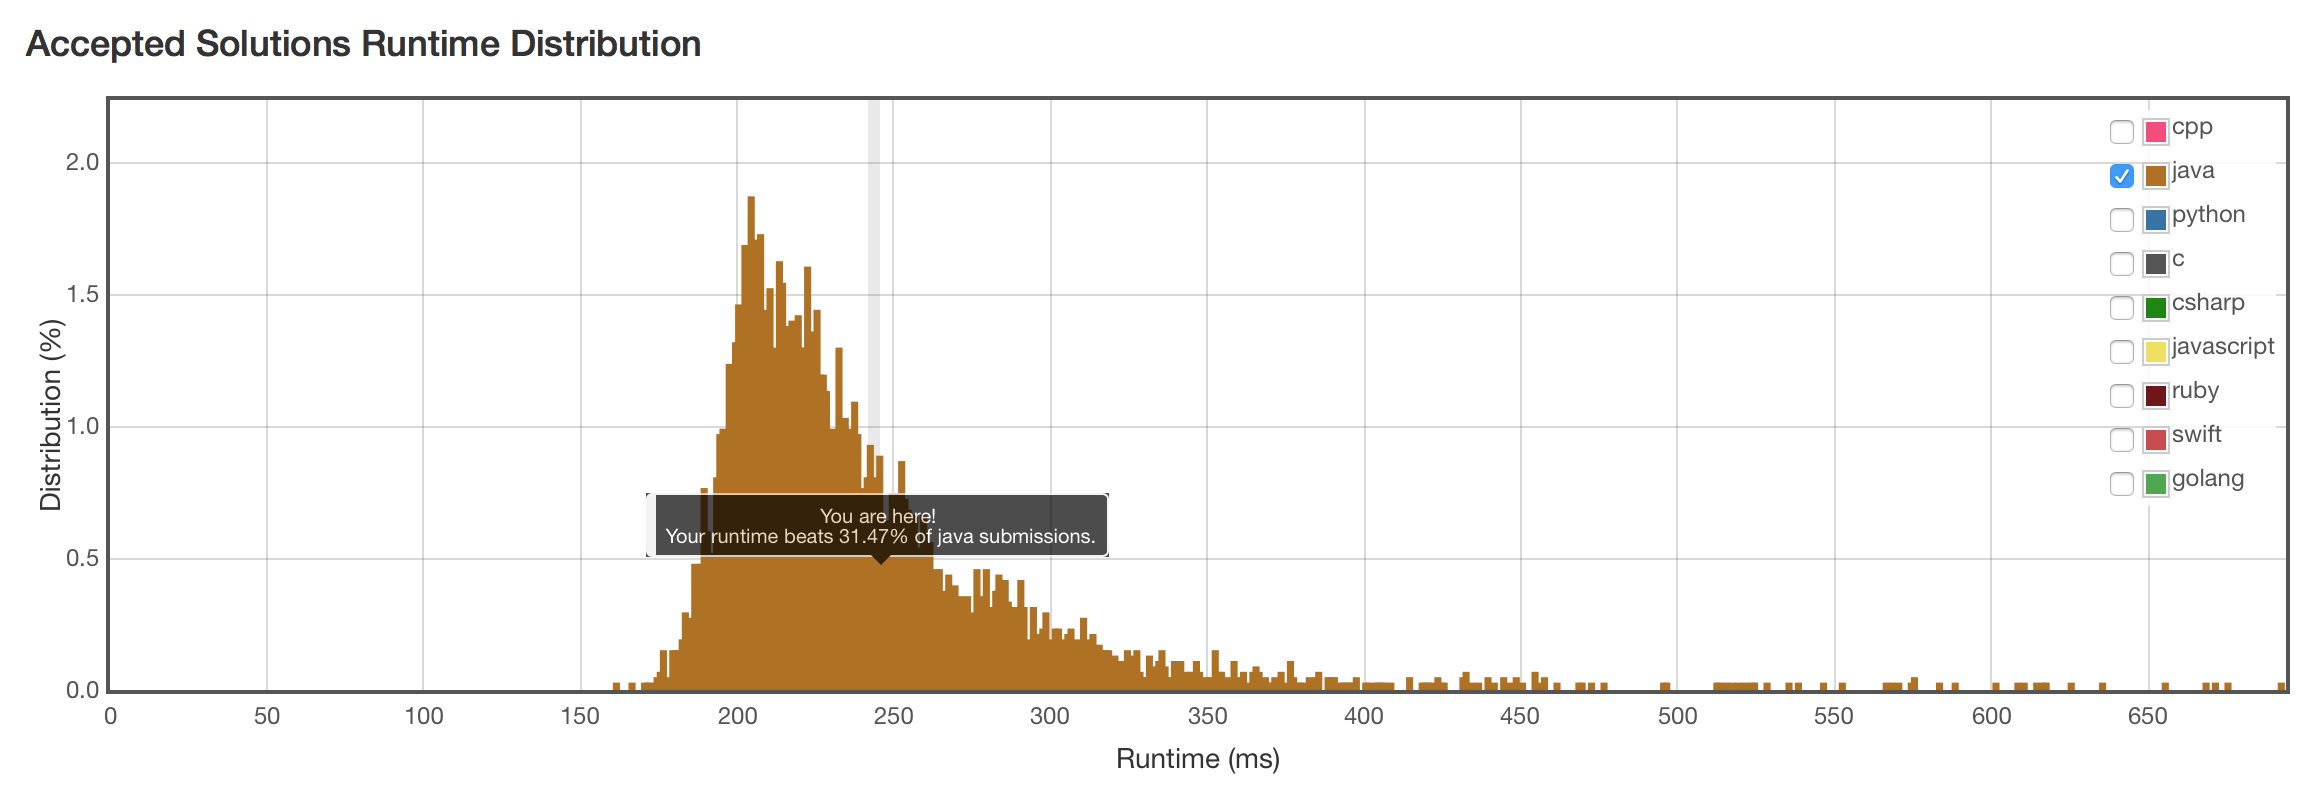 Accepted Solutions Runtime Distribution
cpp
java
python
c
csharp
javascript
ruby
swift
golang
Distribution (%)
2.0
1.5
1.0
0.5
0.0
You are here!
Your runtime beats 31.47% of java submissions.
0 50 100 150 200 250 300 350 400 450 500 550 600 650
Runtime (ms)